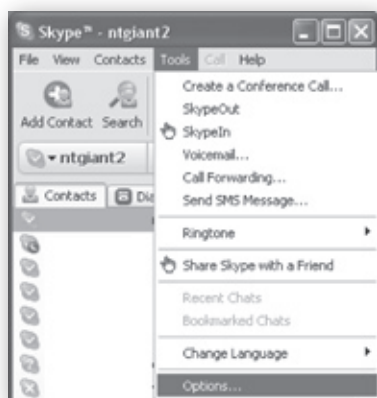 Skype™ - ntgiant2
File View Contacts Tools Call Help
Add Contact Search
ntgiant2
Contacts Dia
Create a Conference Call...
SkypeOut
SkypeIn
Voicemail...
Call Forwarding...
Send SMS Message...
Ringtone
Share Skype with a Friend
Recent Chats
Bookmarked Chats
Change Language
Options...